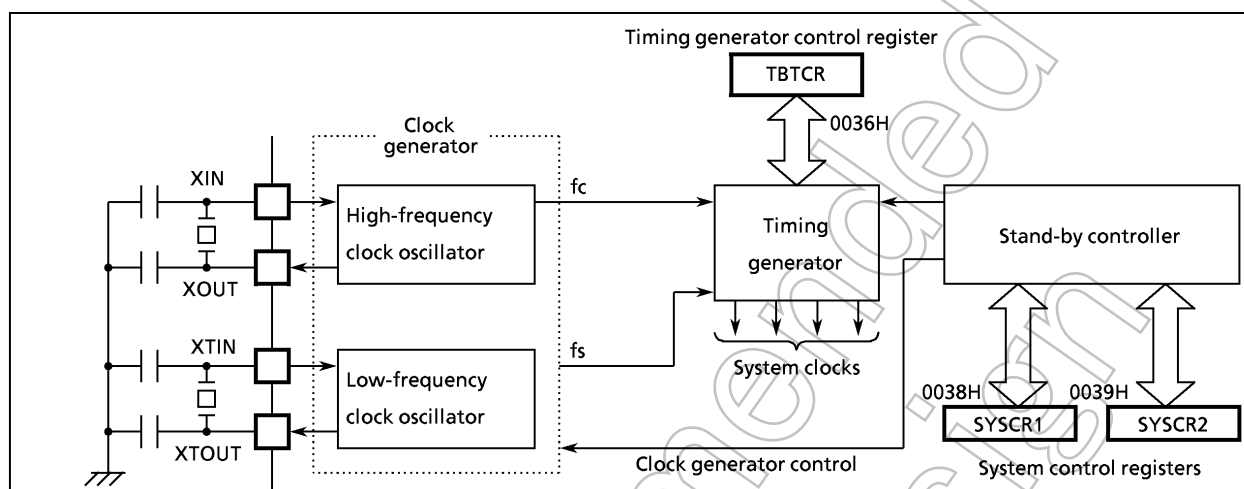 Timing generator control register
TBTCR
0036H
Clock
generator
XIN
High-frequency
clock oscillator
XOUT
fc
Timing
generator
Stand-by controller
XTIN
Low-frequency
clock oscillator
XTOUT
fs
System clocks
0038H
0039H
SYSCR1
SYSCR2
Clock generator control
System control registers